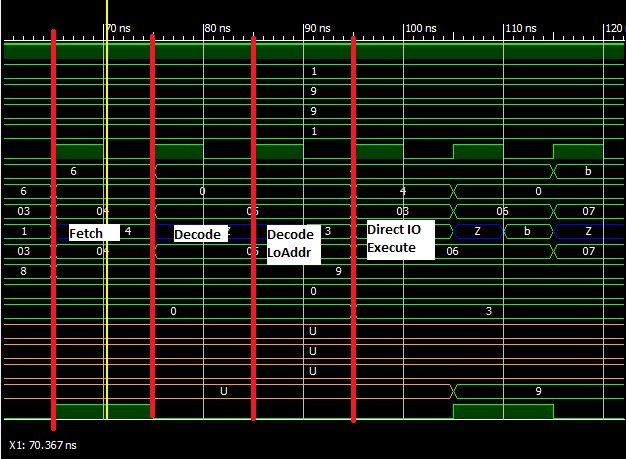 70 ns 80 ns 90 ns 100 ns 110 ns 120
1
9
9
1
6 b
6 0 4 0
03 04 05 03 05 07
1 Fetch 4 Decode Z Decode LoAddr 3 Direct IO Execute Z b Z
03 04 05 06 07
8 9
0
0 3
U
U
U
U 9
X1: 70.367 ns